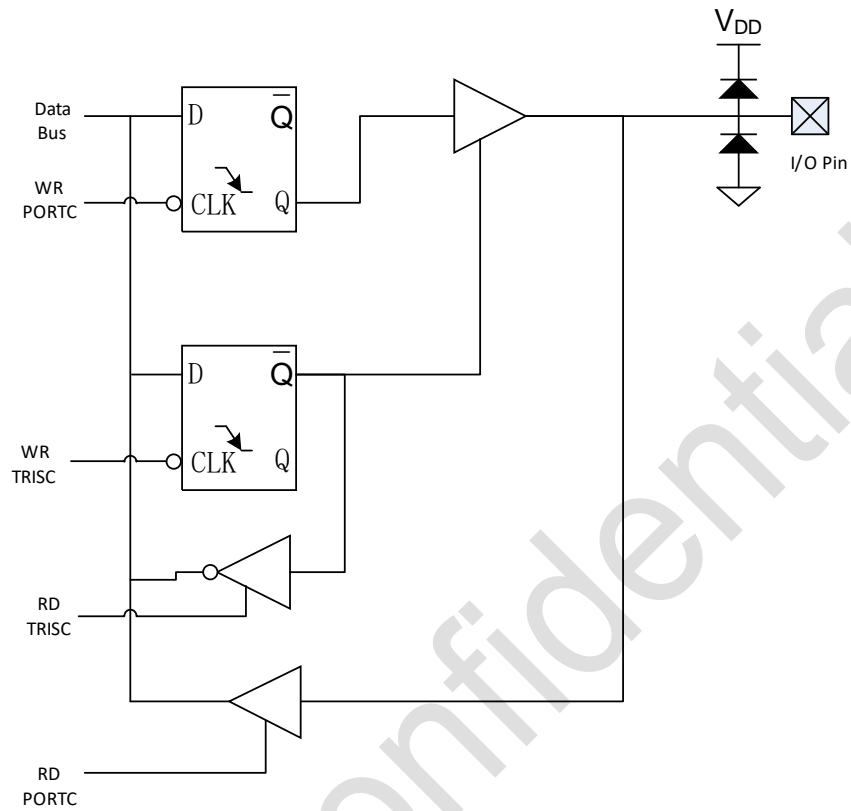 VDD
Data
Bus
D
Q
WR
PORTC
CLK
Q
I/O Pin
D
Q
WR
TRISC
CLK
Q
RD
TRISC
RD
PORTC
Confidential